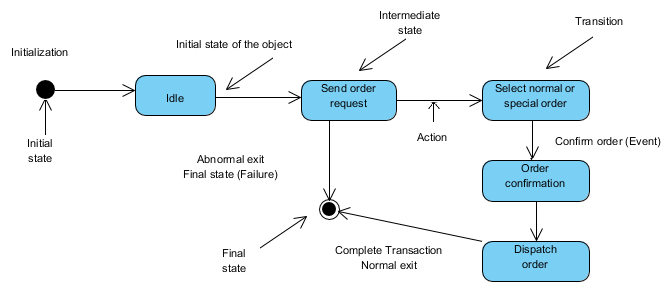 Intermediate
state
Transition
Initialization
Initial state of the object
Idle
Send order
request
Select normal or
special order
Action
Initial
state
Confirm order (Event)
Abnormal exit
Final state (Failure)
Order
confirmation
Final
state
Complete Transaction
Normal exit
Dispatch
order